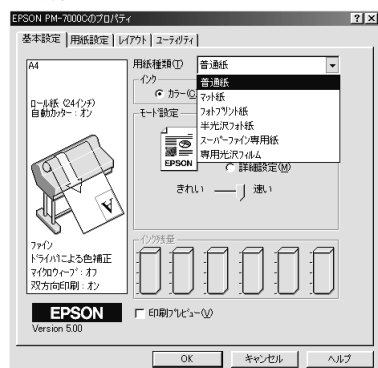 EPSON PM-7000Cのプロパティ
基本設定 用紙設定 レイアウト ユーティリティ
A4
ロール紙 (24インチ)
自動カッター : オン
ファイン
ドライバによる色補正
マイクロウィーブ : オフ
双方向印刷 : オン
EPSON
Version 5.00
用紙種類(T) 普通紙
普通紙
マット紙
フォトプリント紙
半光沢フォト紙
スーパーファイン専用紙
専用光沢フィルム
インク
カラー(
モード設定
EPSON
詳細設定(M)
きれい 速い
インク残量
印刷プレビュー(V)
OK キャンセル ヘルプ